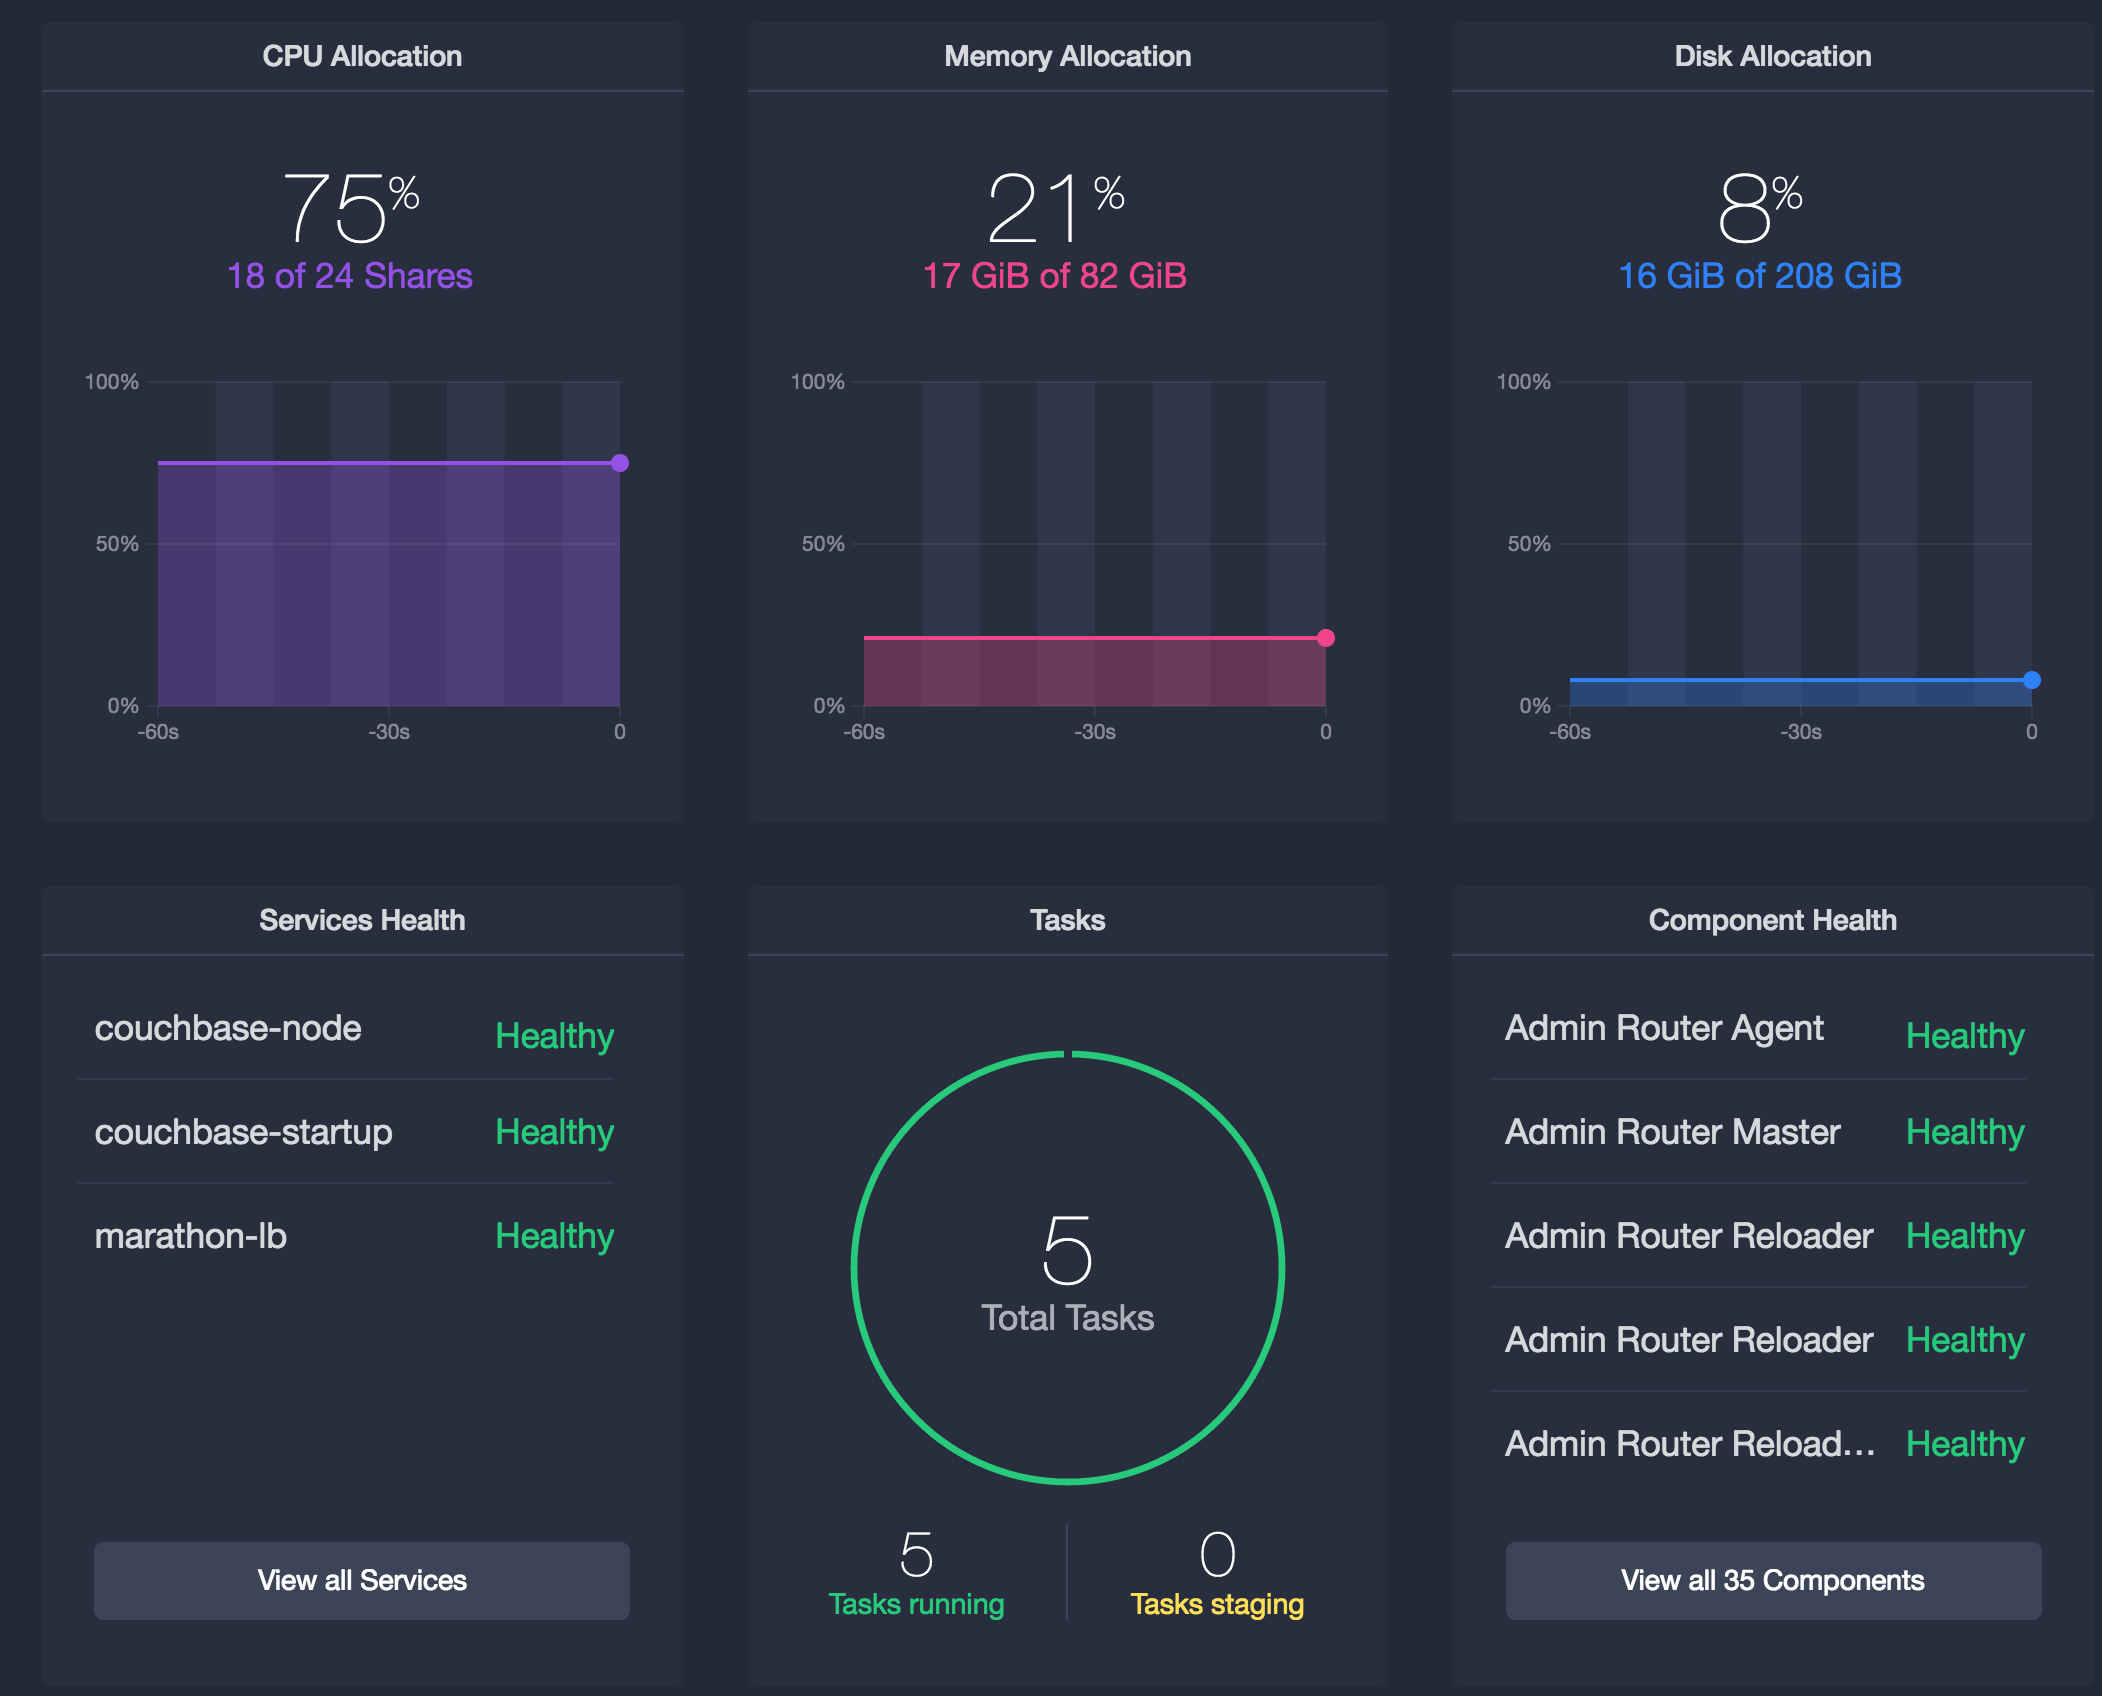 CPU Allocation
75%
18 of 24 Shares
100%
50%
0%
-60s -30s 0
Memory Allocation
21%
17 GiB of 82 GiB
100%
50%
0%
-60s -30s 0
Disk Allocation
8%
16 GiB of 208 GiB
100%
50%
0%
-60s -30s 0
Services Health
couchbase-node Healthy
couchbase-startup Healthy
marathon-lb Healthy
View all Services
Tasks
5
Total Tasks
5
Tasks running
0
Tasks staging
Component Health
Admin Router Agent Healthy
Admin Router Master Healthy
Admin Router Reloader Healthy
Admin Router Reloader Healthy
Admin Router Reload... Healthy
View all 35 Components